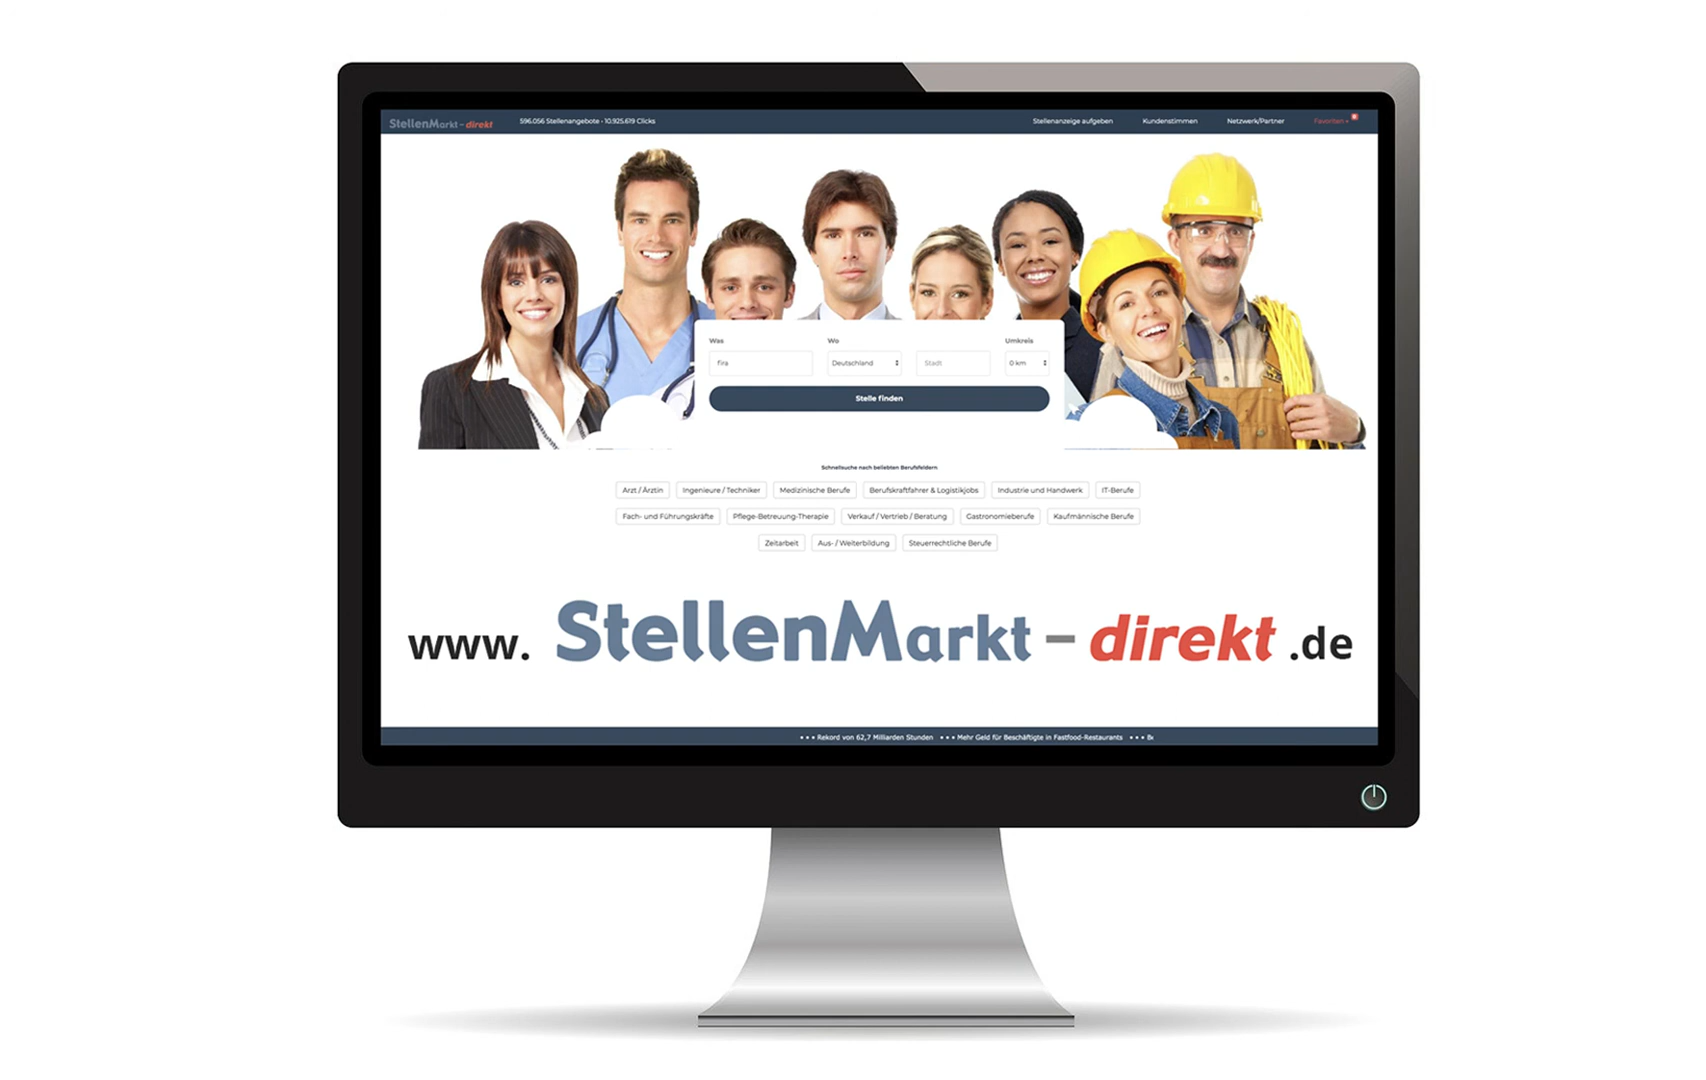 StellenMarkt - direkt
596.056 Stellenangebote - 10.925.619 Clicks
Stellenanzeige aufgeben
Kundenstimmen
Netzwerk/Partner
Favoriten
Was
Wo
Umkreis
fira
Deutschland
Stadt
0 km
Stelle finden
Schnellsuche nach beliebten Berufsfeldern
Arzt / Ärztin Ingenieure / Techniker Medizinische Berufe Berufskraftfahrer & Logistikjobs Industrie und Handwerk IT-Berufe
Fach- und Führungskräfte Pflege-Betreuung-Therapie Verkauf / Vertrieb / Beratung Gastronomieberufe Kaufmännische Berufe
Zeitarbeit Aus- / Weiterbildung Steuerrechtliche Berufe
www. StellenMarkt - direkt .de
• • • Rekord von 62,7 Milliarden Stunden • • • Mehr Geld für Beschäftigte in Fastfood-Restaurants • • •